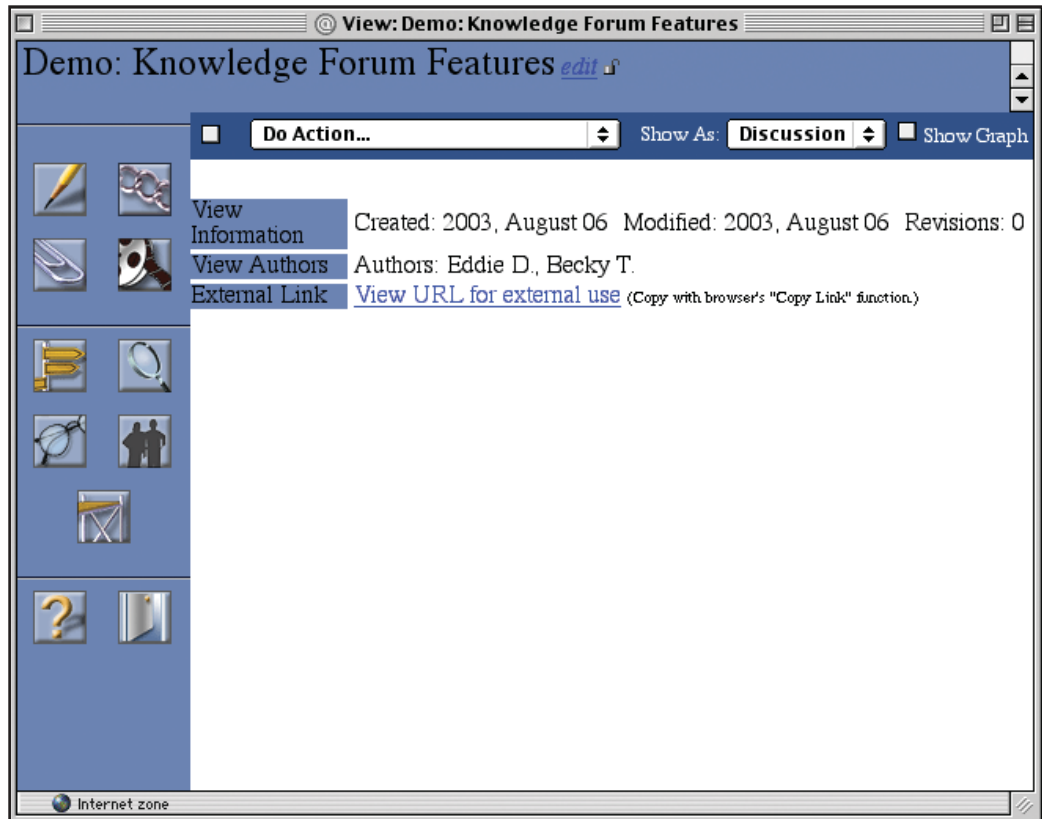 View: Demo: Knowledge Forum Features
Demo: Knowledge Forum Features edit
Do Action... Show As: Discussion Show Graph
View
Information
Created: 2003, August 06 Modified: 2003, August 06 Revisions: 0
View Authors Authors: Eddie D., Becky T.
External Link View URL for external use (Copy with browser's "Copy Link" function.)
?
Internet zone